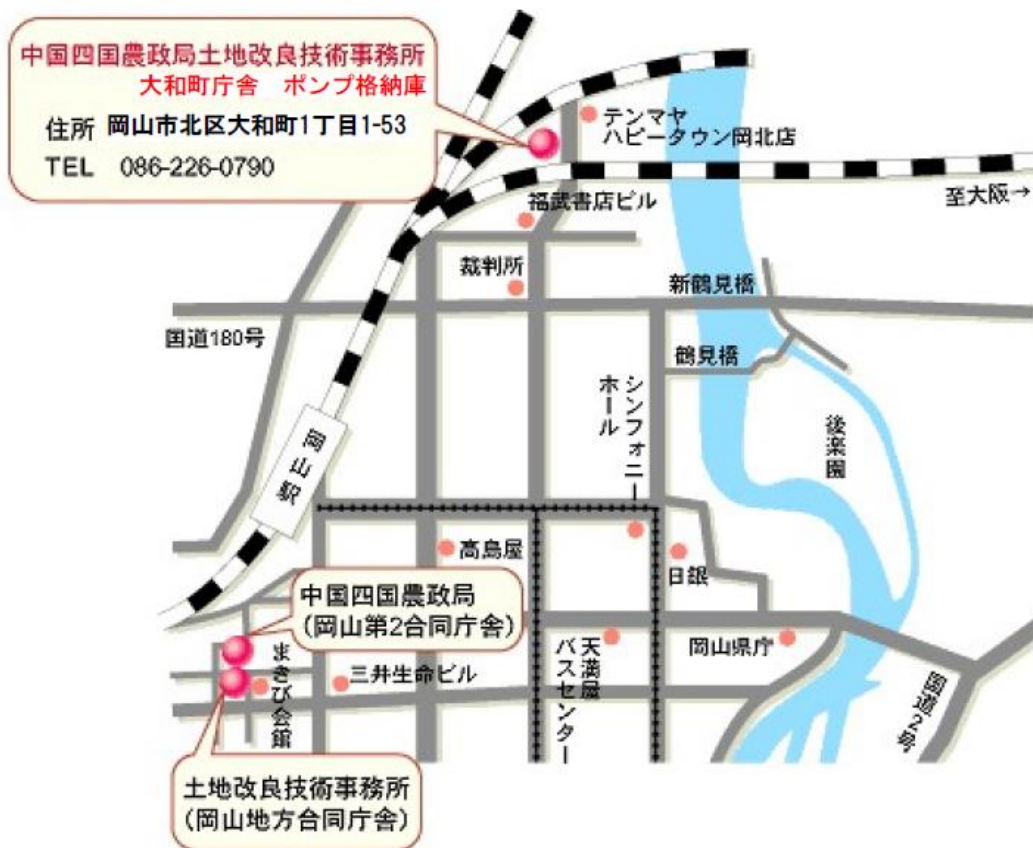 中国四国農政局土地改良技術事務所
大和町庁舎　ポンプ格納庫
住所 岡山市北区大和町1丁目1-53
TEL 086-226-0790
テンマヤ
ハピータウン岡北店
至大阪→
福武書店ビル
裁判所
新鶴見橋
国道180号
鶴見橋
シンフォニー
ホール
後楽園
岡山駅
高島屋
日銀
中国四国農政局
(岡山第2合同庁舎)
まきび会館
三井生命ビル
天満屋
バスセンター
岡山県庁
国道2号
土地改良技術事務所
(岡山地方合同庁舎)